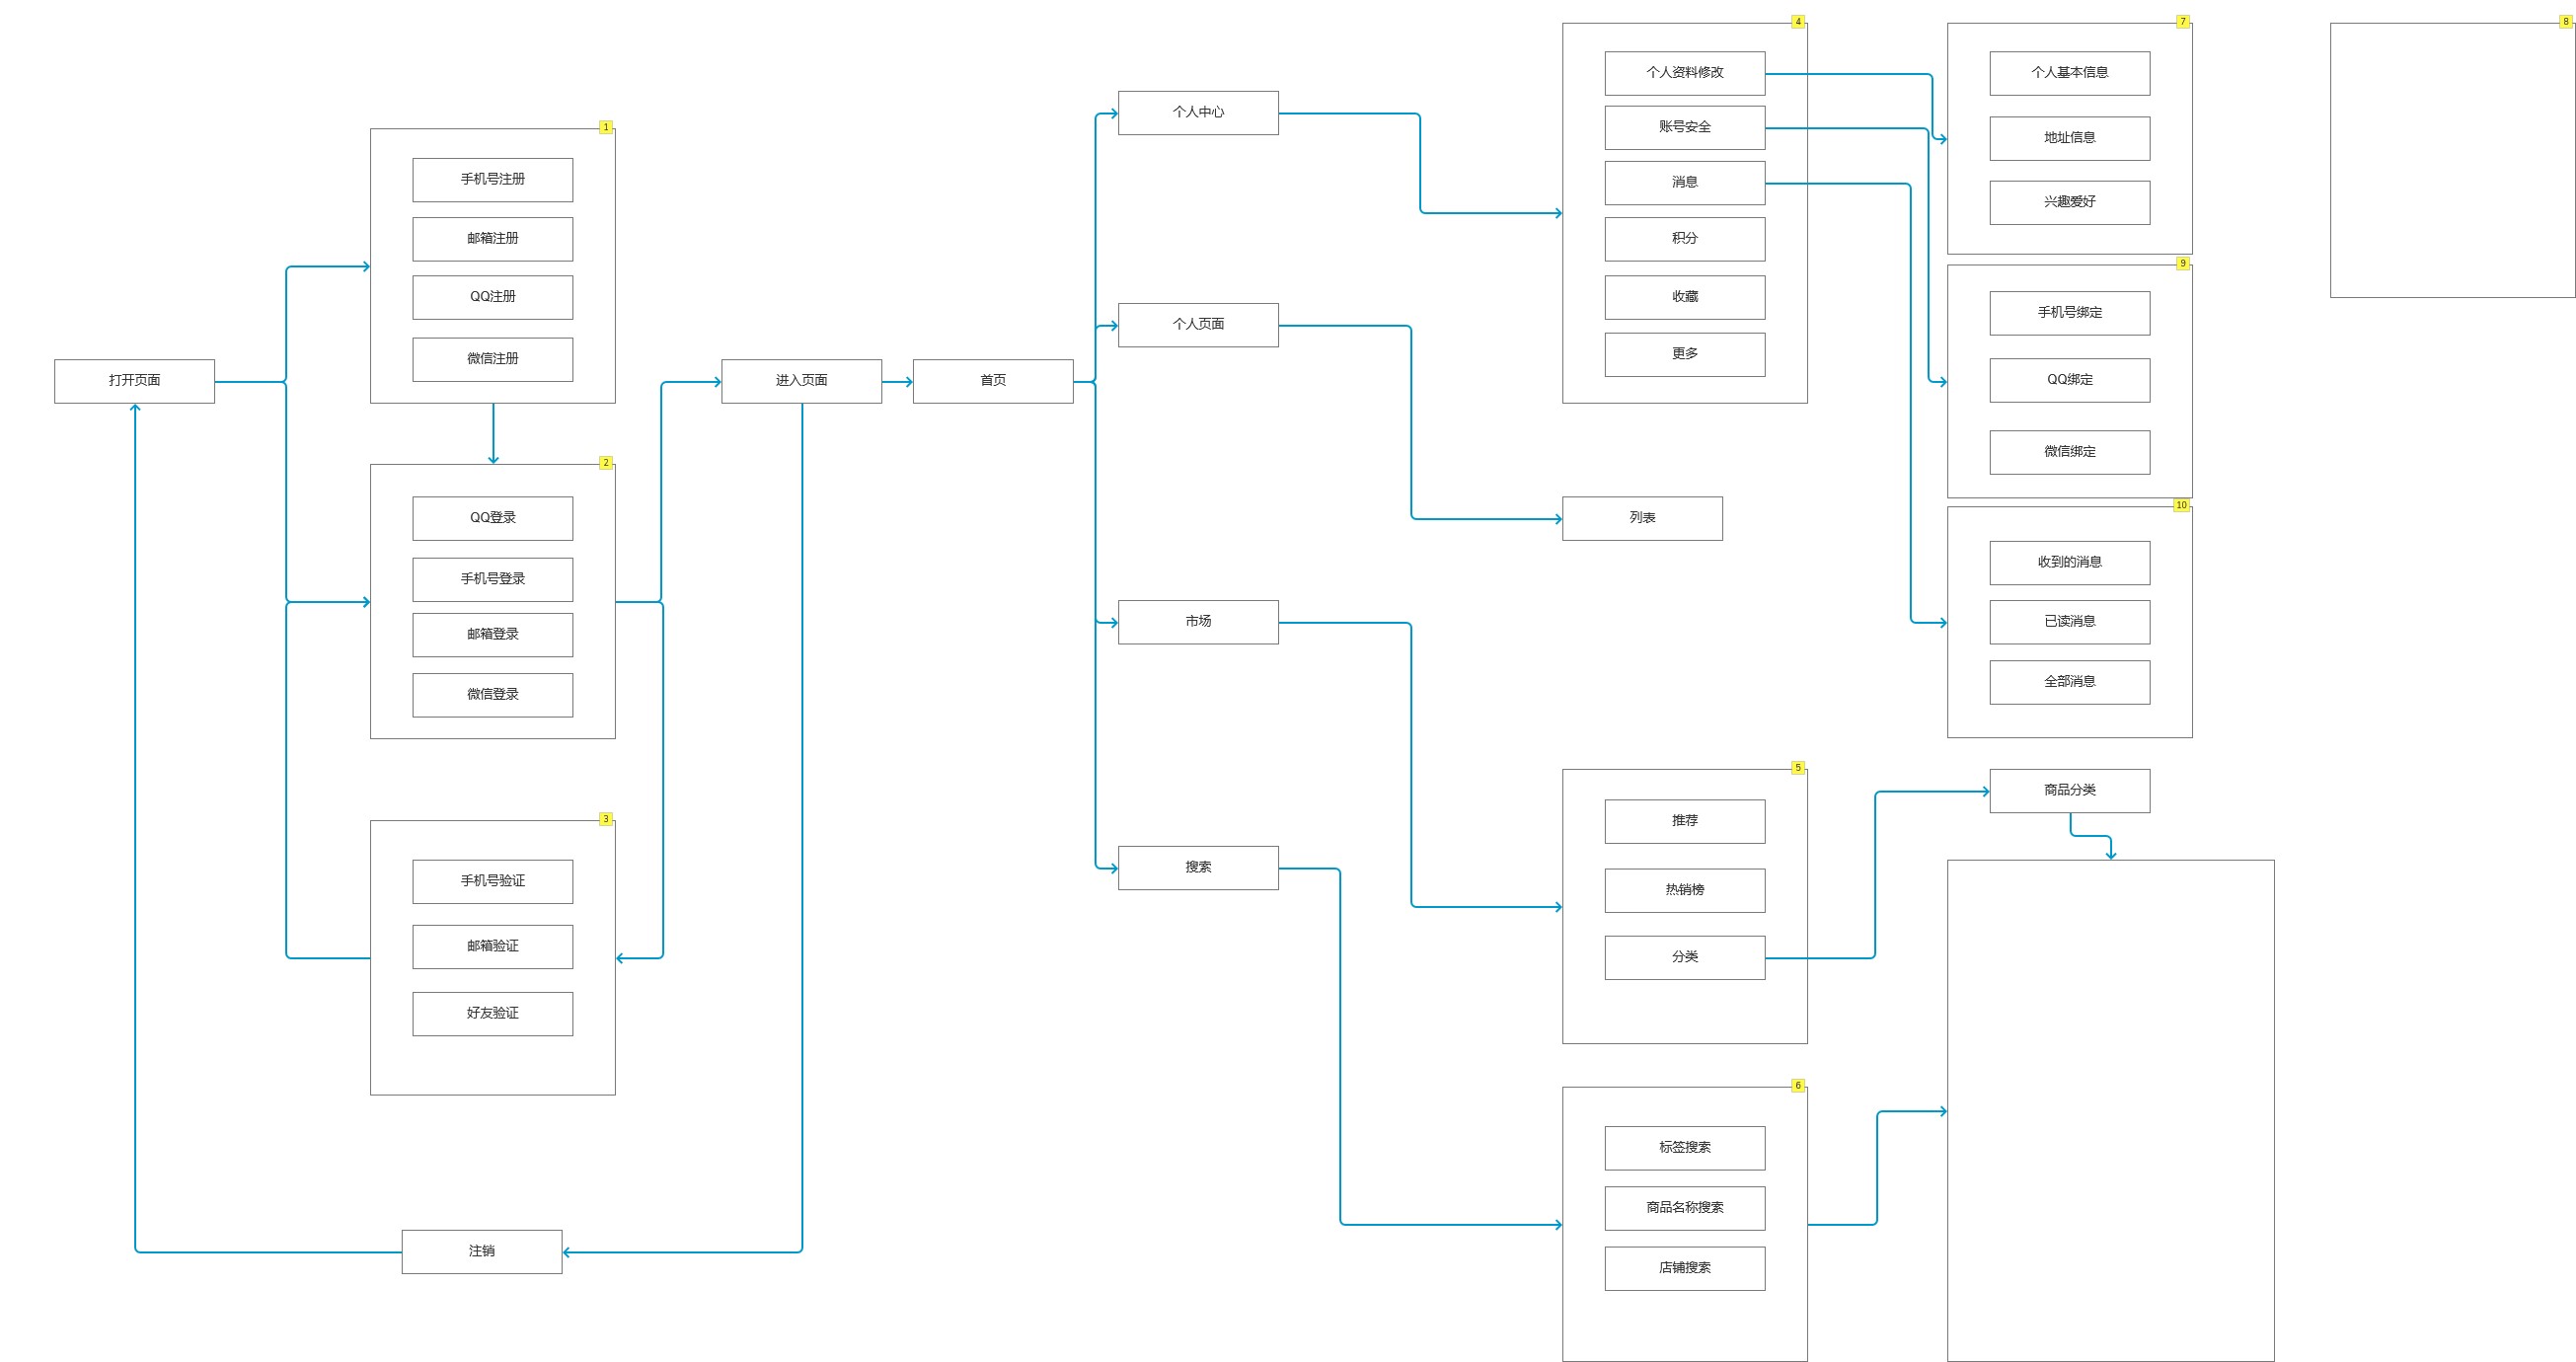 打开页面
1
手机号注册
邮箱注册
QQ注册
微信注册
2
QQ登录
手机号登录
邮箱登录
微信登录
3
手机号验证
邮箱验证
好友验证
注销
进入页面
首页
个人中心
个人页面
市场
搜索
4
个人资料修改
账号安全
消息
积分
收藏
更多
列表
5
推荐
热销榜
分类
6
标签搜索
商品名称搜索
店铺搜索
7
个人基本信息
地址信息
兴趣爱好
9
手机号绑定
QQ绑定
微信绑定
10
收到的消息
已读消息
全部消息
商品分类
8